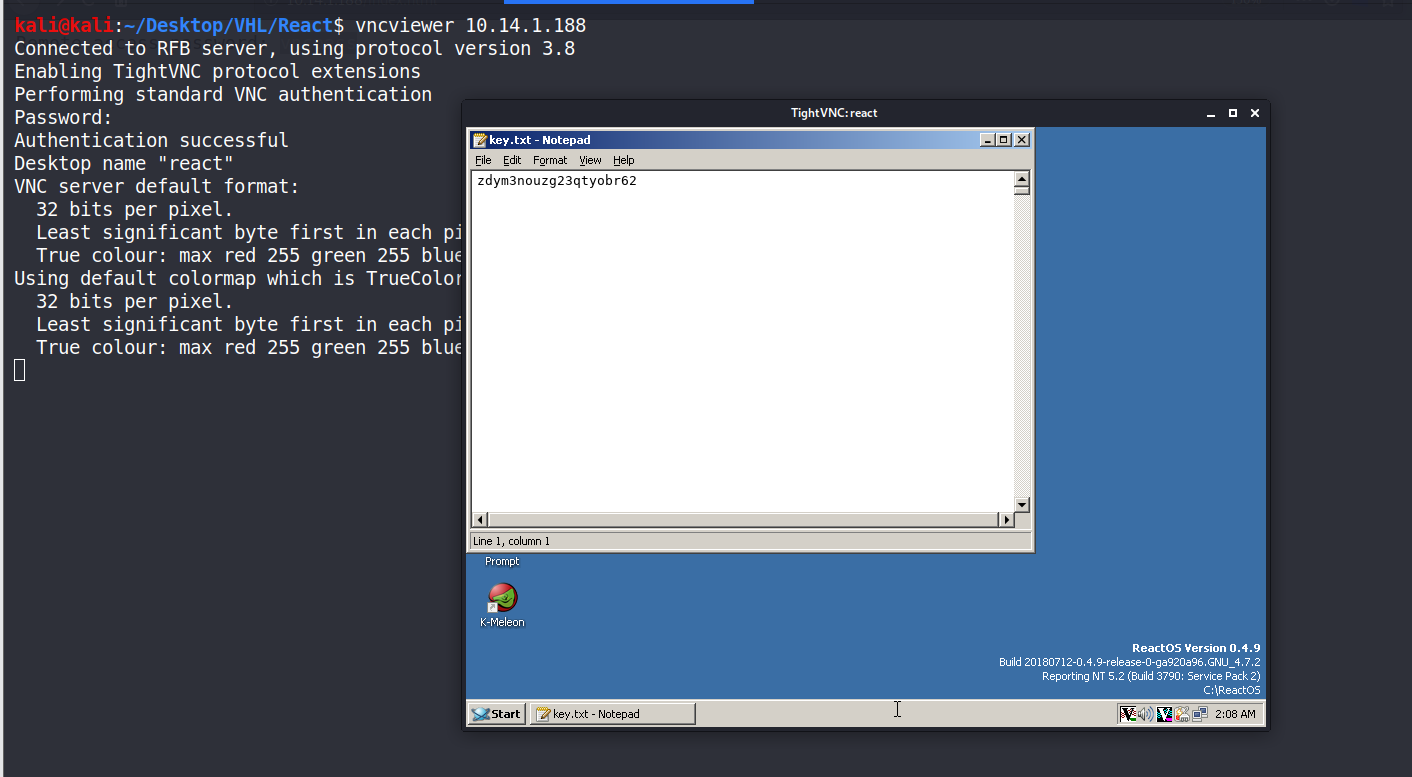 kali@kali:~/Desktop/VHL/React$ vncviewer 10.14.1.188
Connected to RFB server, using protocol version 3.8
Enabling TightVNC protocol extensions
Performing standard VNC authentication
Password:
Authentication successful
Desktop name "react"
VNC server default format:
  32 bits per pixel.
  Least significant byte first in each pi
  True colour: max red 255 green 255 blue
Using default colormap which is TrueColor
  32 bits per pixel.
  Least significant byte first in each pi
  True colour: max red 255 green 255 blue
TightVNC: react
key.txt - Notepad
File Edit Format View Help
zdym3nouzg23qtyobr62
Line 1, column 1
Prompt
K-Meleon
ReactOS Version 0.4.9
Build 20180712-0.4.9-release-0-ga920a96.GNU_4.7.2
Reporting NT 5.2 (Build 3790: Service Pack 2)
C:\ReactOS
Start key.txt - Notepad 2:08 AM